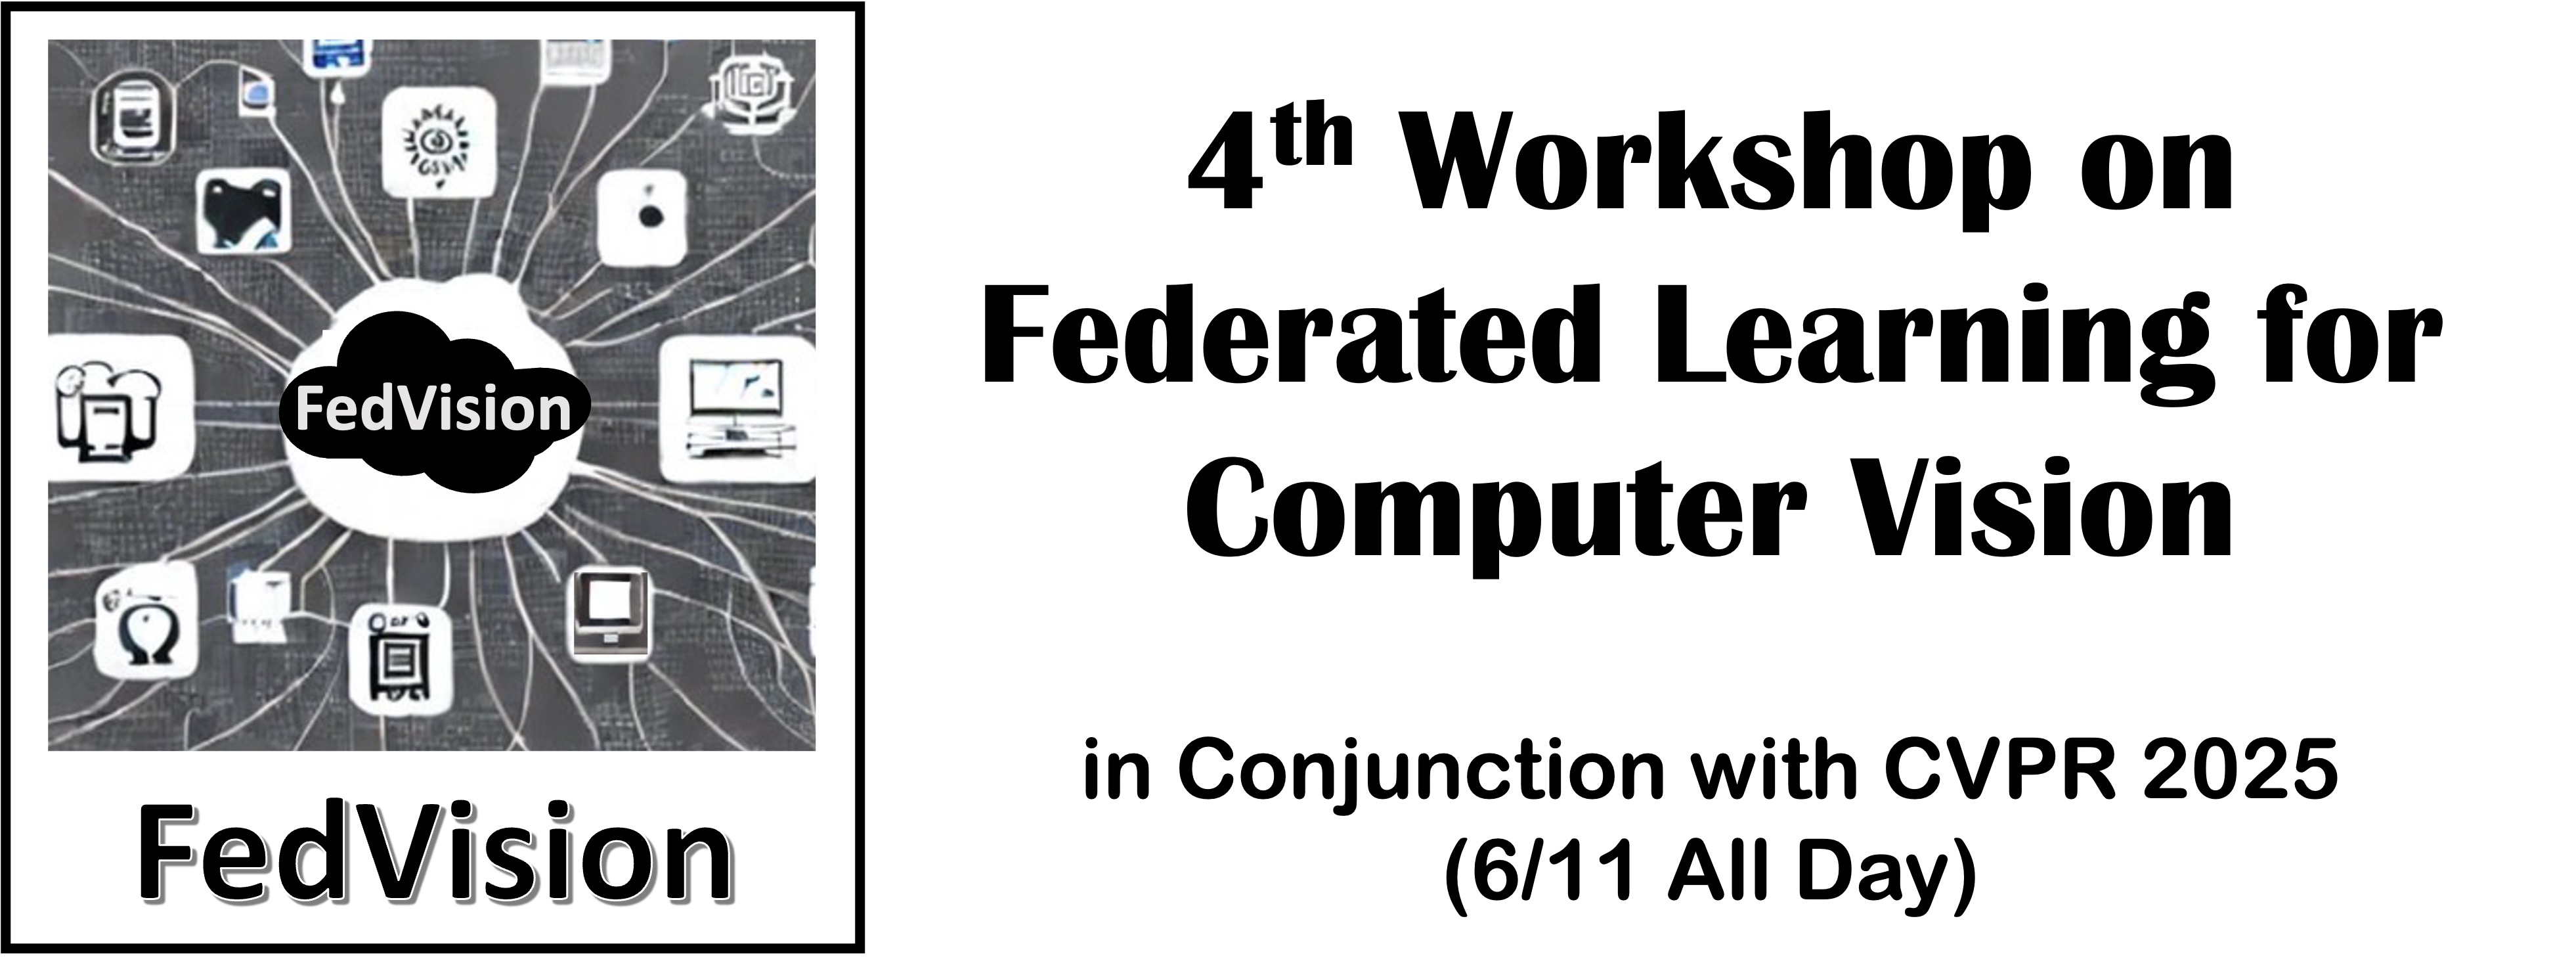 FedVision
FedVision
4th Workshop on
Federated Learning for
Computer Vision
in Conjunction with CVPR 2025
(6/11 All Day)